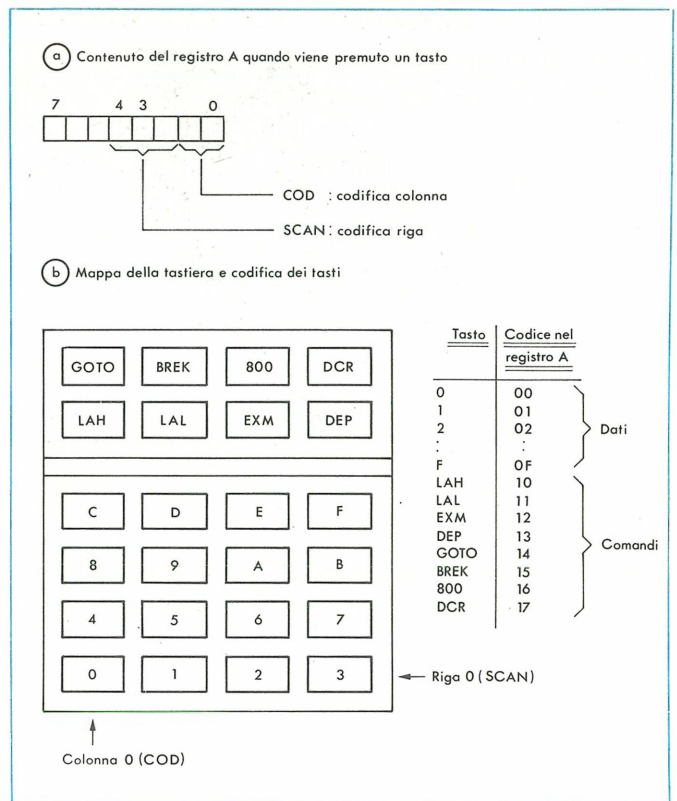 a Contenuto del registro A quando viene premuto un tasto
7 4 3 0
COD : codifica colonna
SCAN : codifica riga
b Mappa della tastiera e codifica dei tasti
GOTO BREK 800 DCR
LAH LAL EXM DEP
C D E F
8 9 A B
4 5 6 7
0 1 2 3
Riga 0 (SCAN)
Colonna 0 (COD)
Tasto Codice nel
registro A
0 00
1 01
2 02
: :
F 0F
Dati
LAH 10
LAL 11
EXM 12
DEP 13
GOTO 14
BREK 15
800 16
DCR 17
Comandi